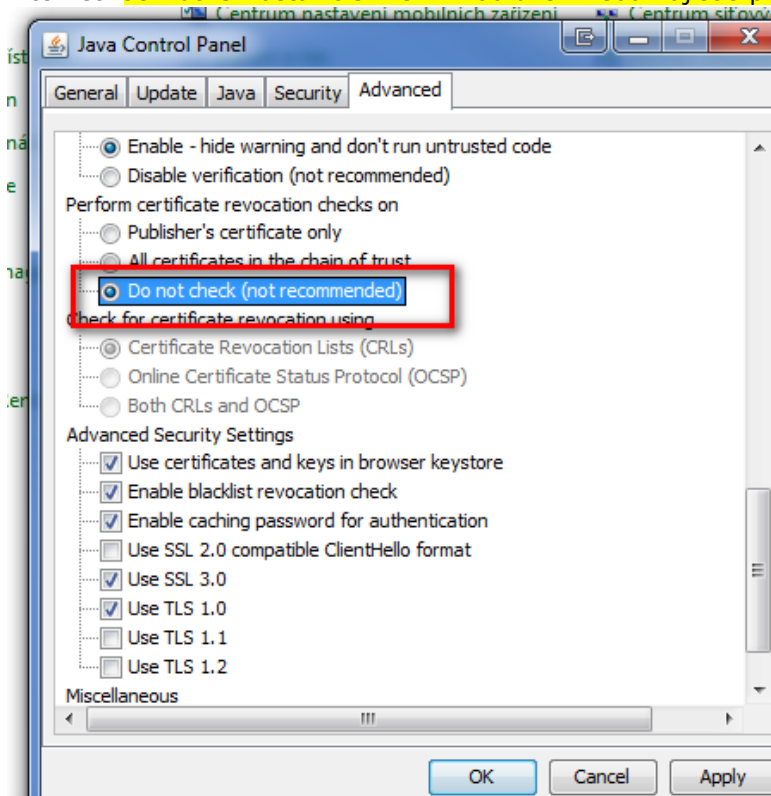 Centrum nastavení mobilních zařízení
Java Control Panel
General Update Java Security Advanced
Enable - hide warning and don't run untrusted code
Disable verification (not recommended)
Perform certificate revocation checks on
Publisher's certificate only
All certificates in the chain of trust
Do not check (not recommended)
Check for certificate revocation using
Certificate Revocation Lists (CRLs)
Online Certificate Status Protocol (OCSP)
Both CRLs and OCSP
Advanced Security Settings
Use certificates and keys in browser keystore
Enable blacklist revocation check
Enable caching password for authentication
Use SSL 2.0 compatible ClientHello format
Use SSL 3.0
Use TLS 1.0
Use TLS 1.1
Use TLS 1.2
Miscellaneous
OK Cancel Apply